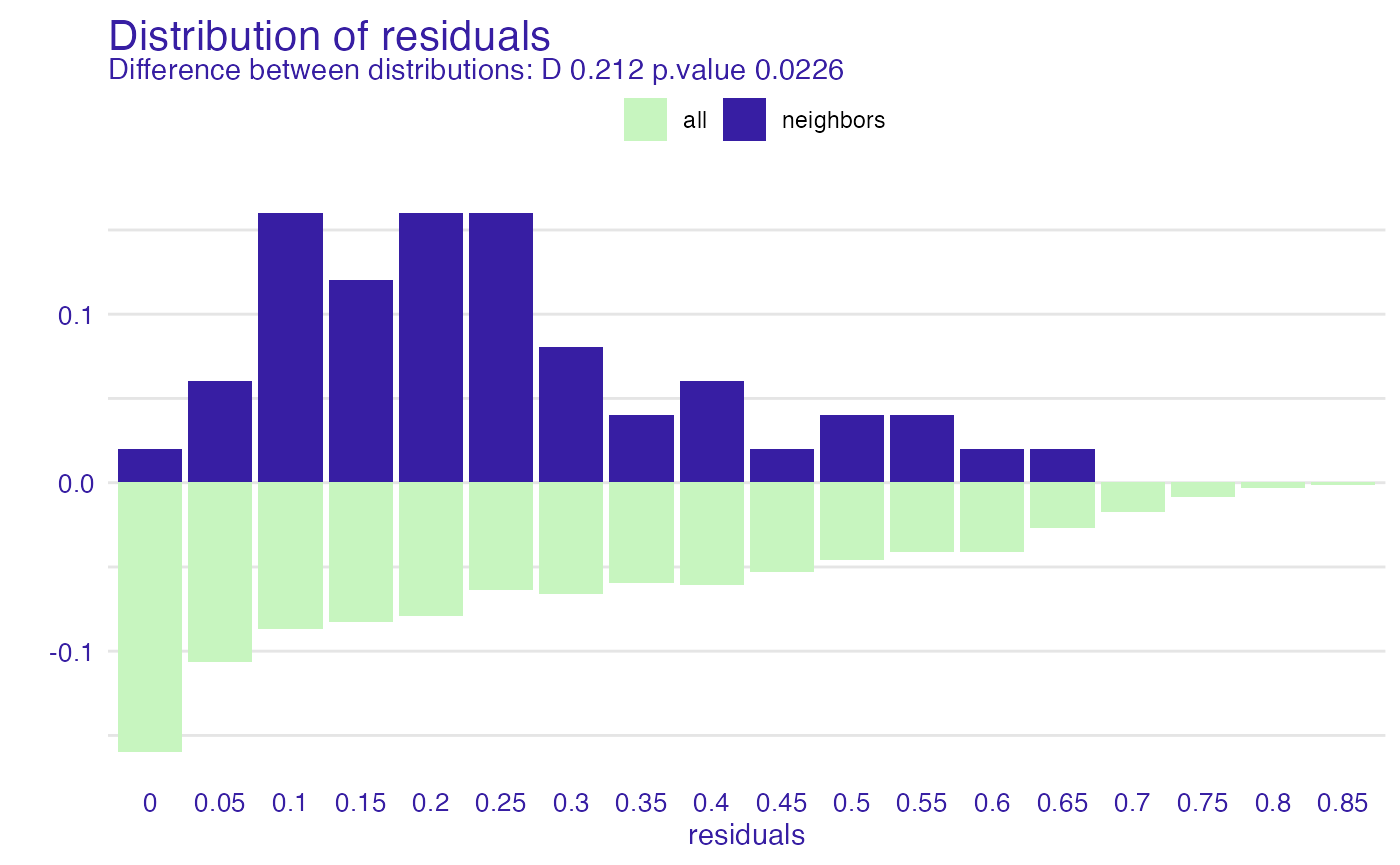 Distribution of residuals
Difference between distributions: D 0.212 p.value 0.0226
all neighbors
0.1
0.0
-0.1
0 0.05 0.1 0.15 0.2 0.25 0.3 0.35 0.4 0.45 0.5 0.55 0.6 0.65 0.7 0.75 0.8 0.85
residuals